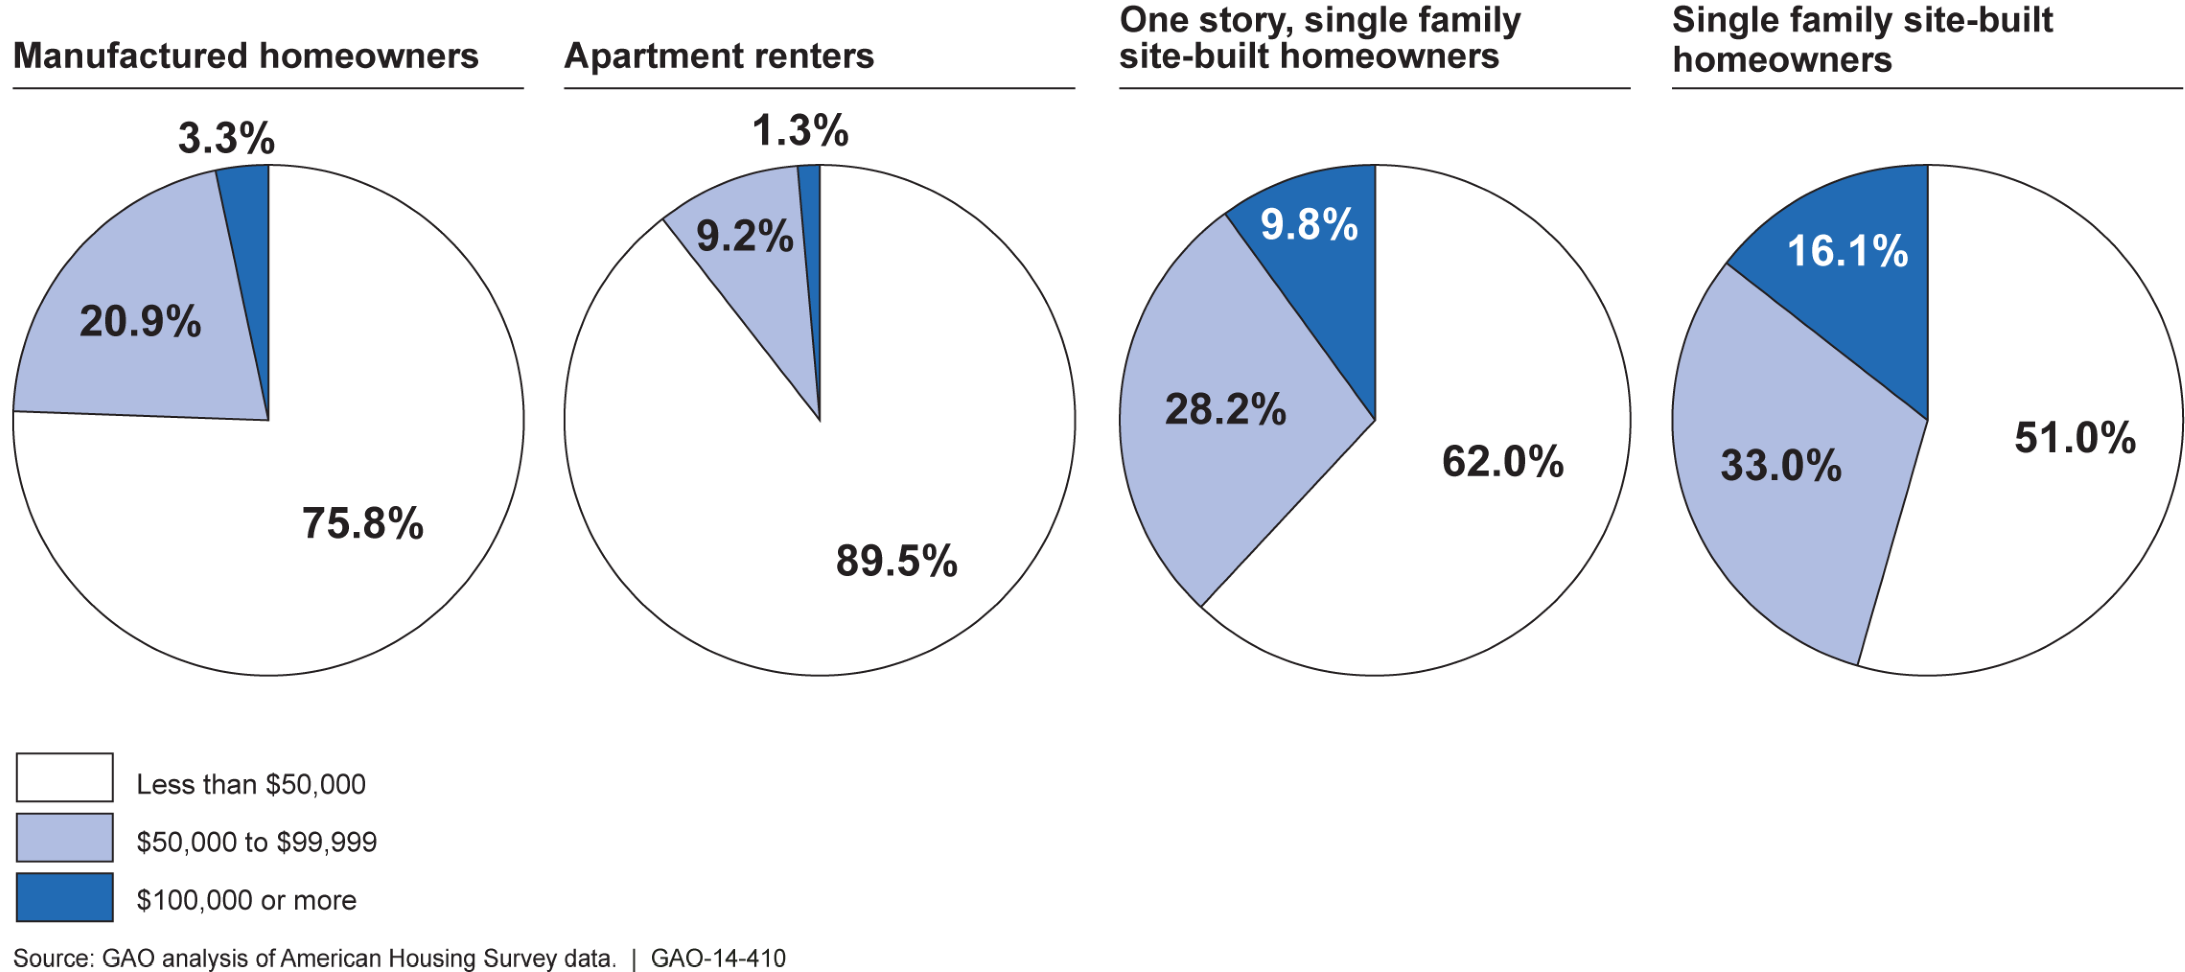 Manufactured homeowners
3.3%
20.9%
75.8%
Apartment renters
1.3%
9.2%
89.5%
One story, single family
site-built homeowners
9.8%
28.2%
62.0%
Single family site-built
homeowners
16.1%
33.0%
51.0%
Less than $50,000
$50,000 to $99,999
$100,000 or more
Source: GAO analysis of American Housing Survey data. | GAO-14-410